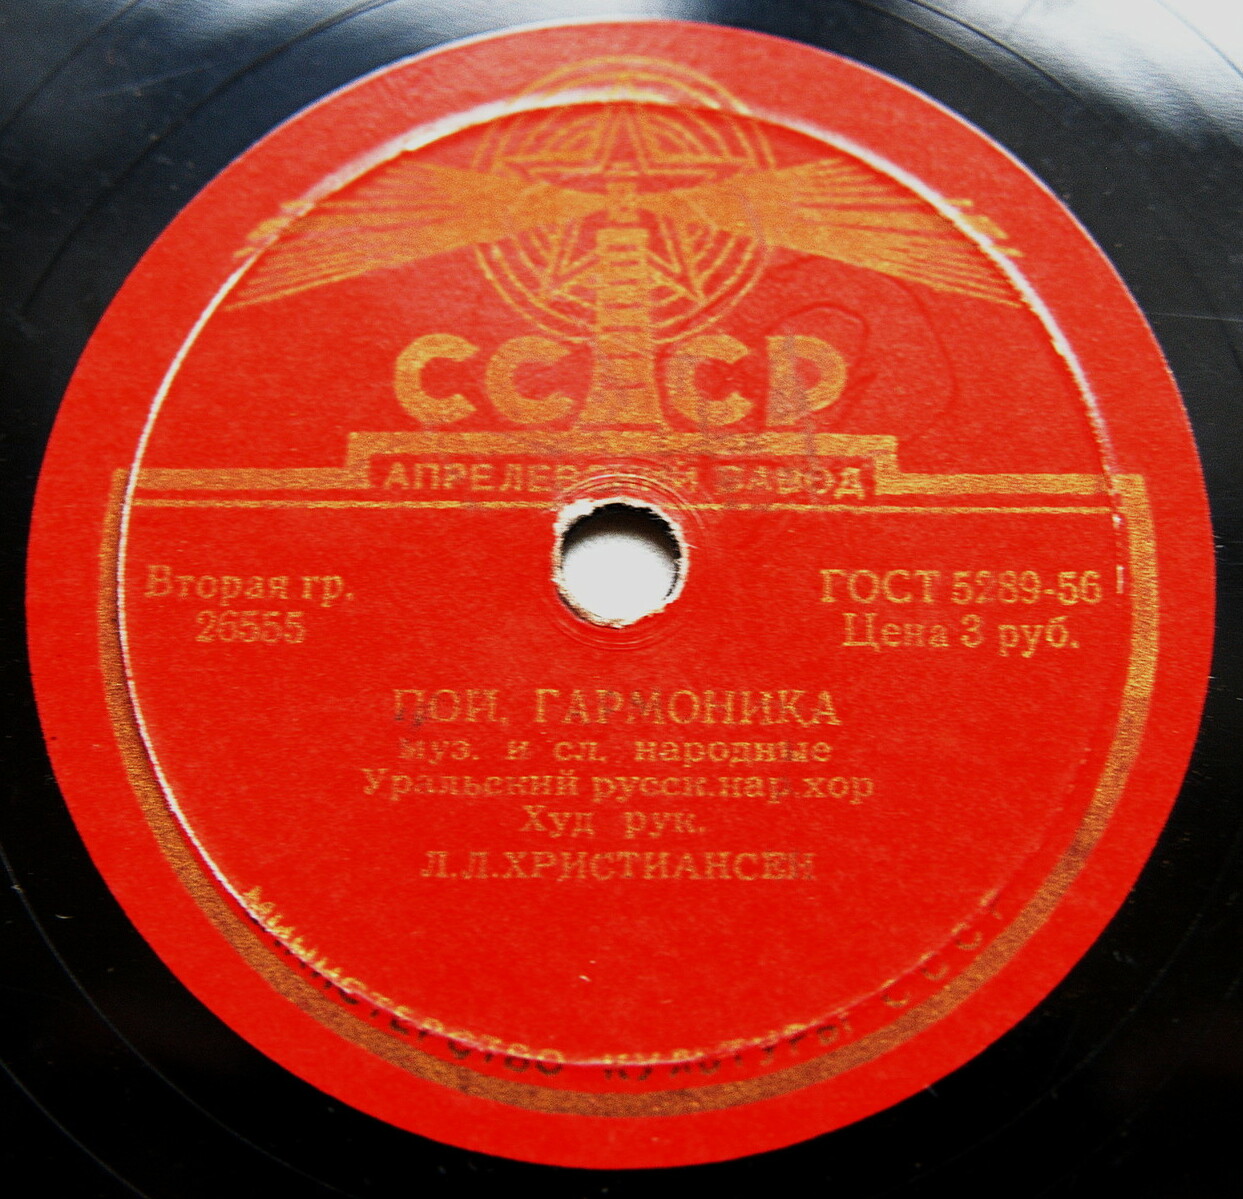 СССР
АПРЕЛЕВСКИЙ ЗАВОД
Вторая гр.
26555
ГОСТ 5289-56
Цена 3 руб.
ПОЙ, ГАРМОНИКА
муз. и сл. народные
Уральский русск.нар.хор
Худ рук.
Л.Л.ХРИСТИАНСЕН
МИНИСТЕРСТВО КУЛЬТУРЫ СССР